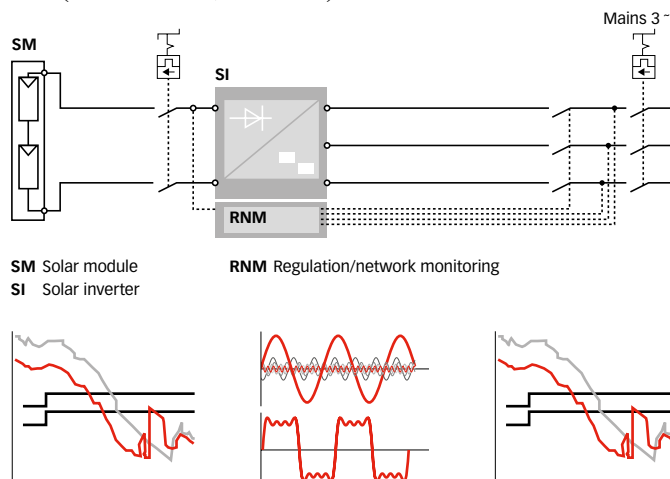 Mains 3 ~
SM
SI
RNM
SM Solar module
RNM Regulation/network monitoring
SI Solar inverter